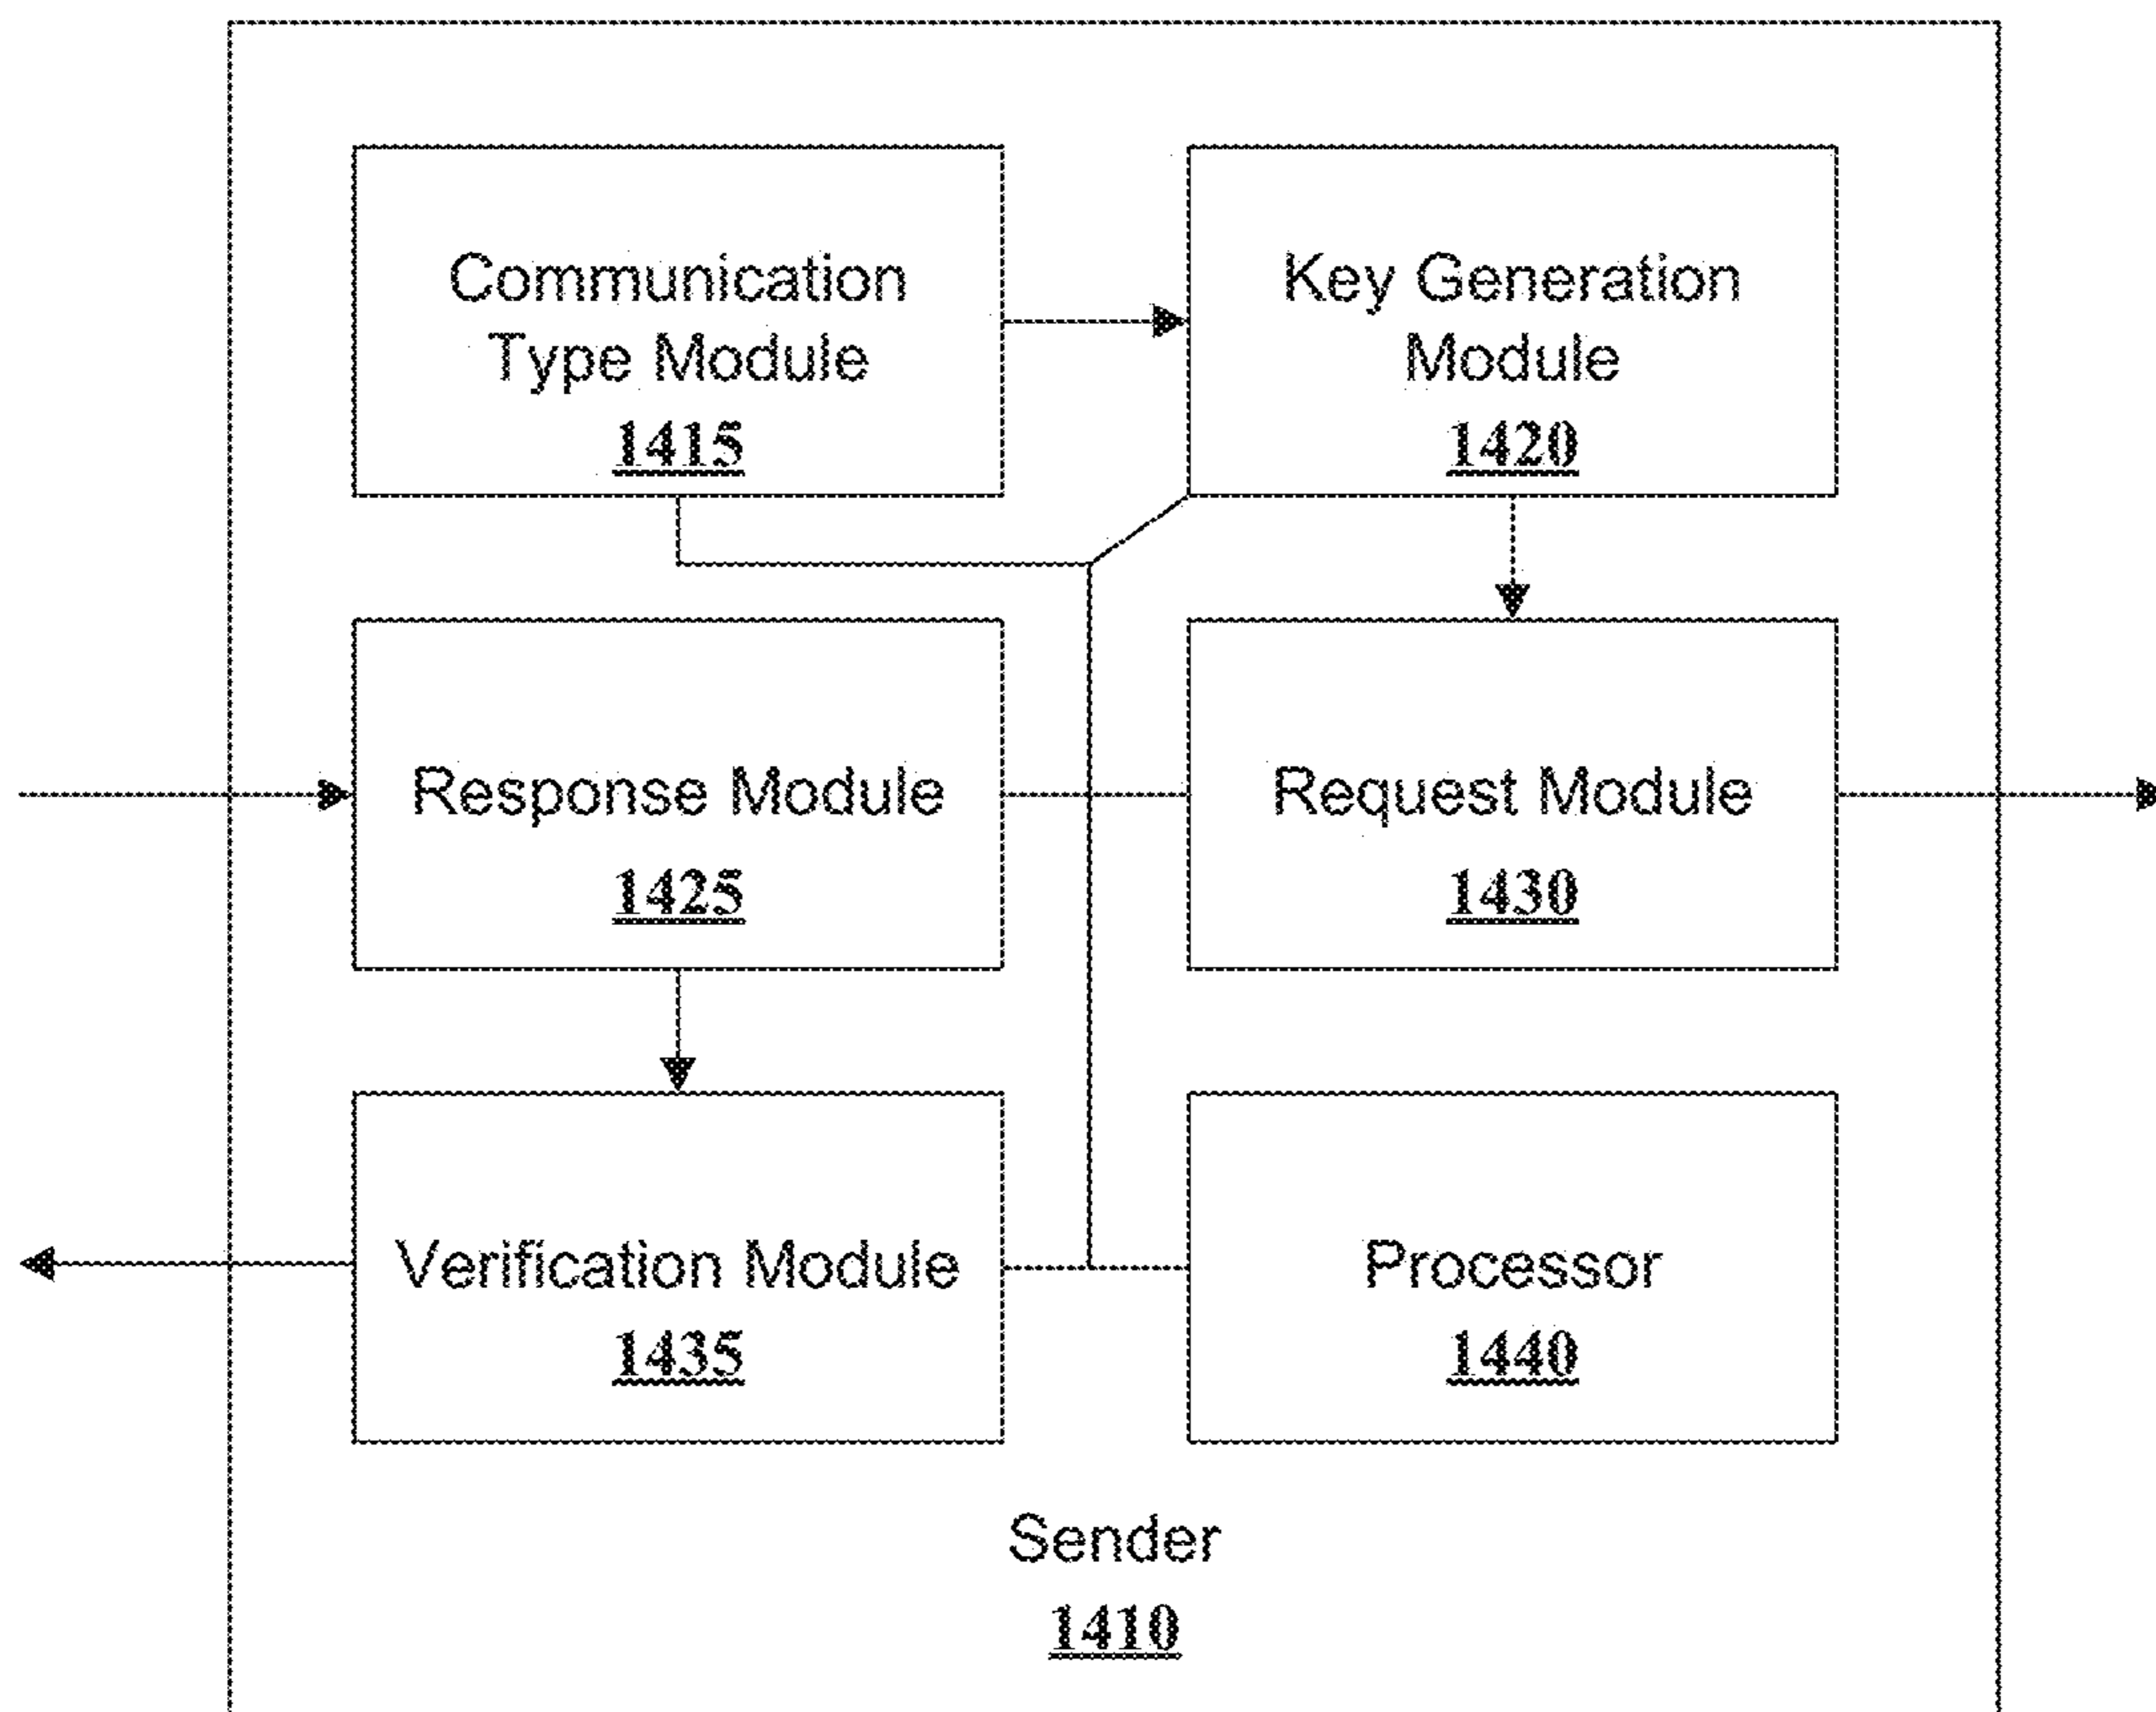 Communication
Type Module
1415
Key Generation
Module
1420
Response Module
1425
Request Module
1430
Verification Module
1435
Processor
1440
Sender
1410